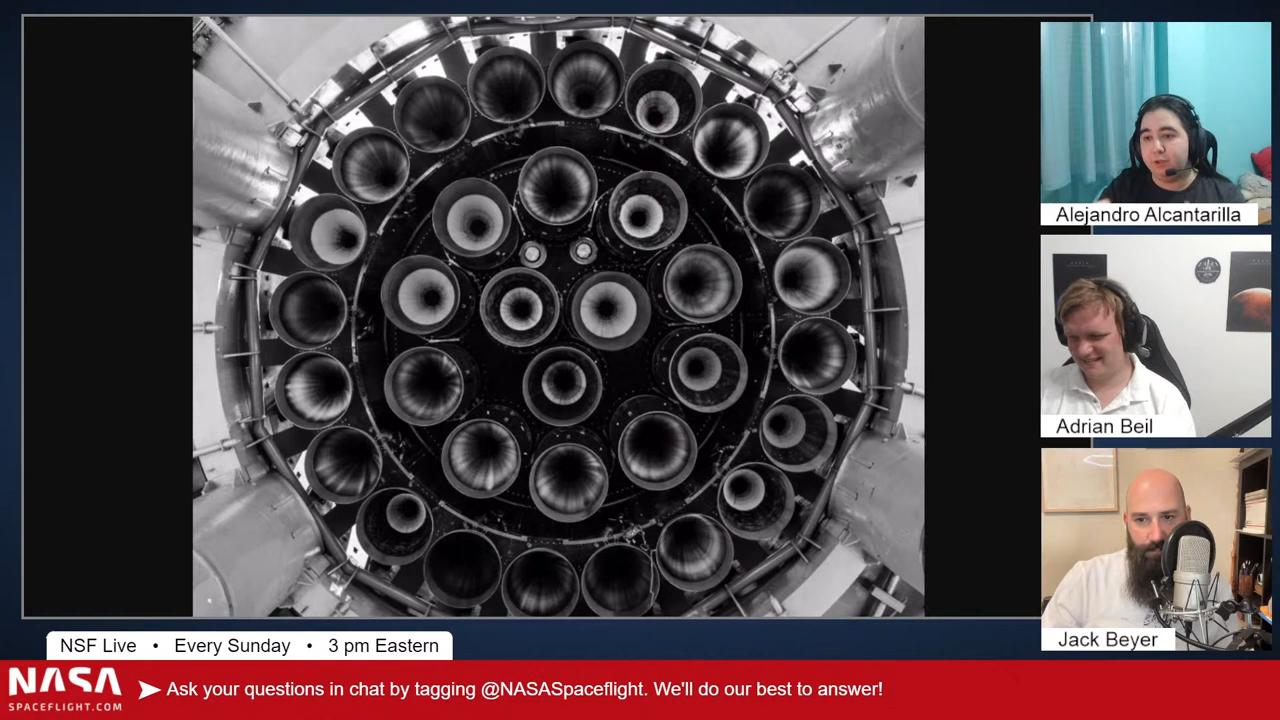 Alejandro Alcantarilla
Adrian Beil
Jack Beyer
NSF Live • Every Sunday • 3 pm Eastern
NASA
SPACEFLIGHT.COM
Ask your questions in chat by tagging @NASASpaceflight. We'll do our best to answer!